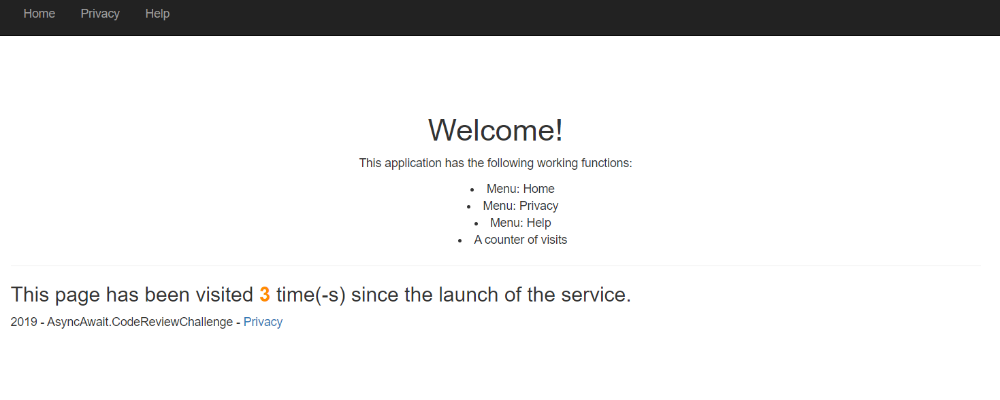 Home Privacy Help
Welcome!
This application has the following working functions:
• Menu: Home
• Menu: Privacy
• Menu: Help
• A counter of visits
This page has been visited 3 time(-s) since the launch of the service.
2019 - AsyncAwait.CodeReviewChallenge - Privacy